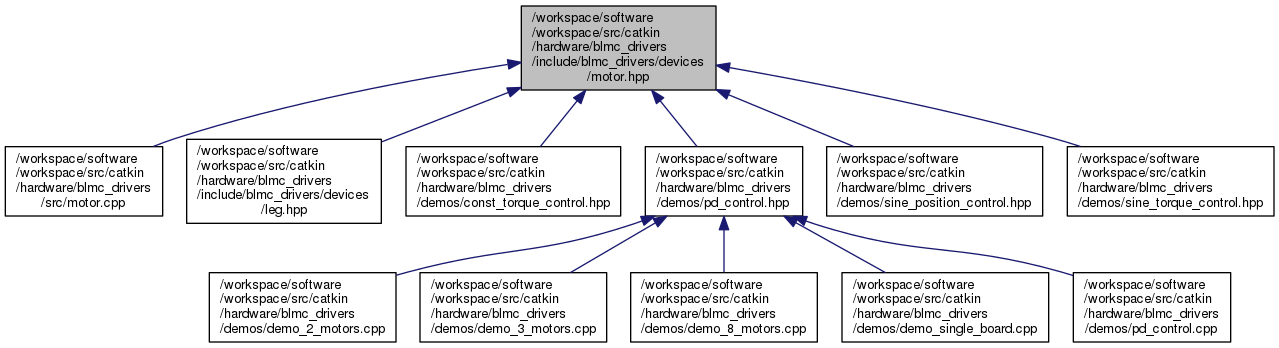 /workspace/software
/workspace/src/catkin
/hardware/blmc_drivers
/include/blmc_drivers/devices
/motor.hpp
/workspace/software
/workspace/src/catkin
/hardware/blmc_drivers
/src/motor.cpp
/workspace/software
/workspace/src/catkin
/hardware/blmc_drivers
/include/blmc_drivers/devices
/leg.hpp
/workspace/software
/workspace/src/catkin
/hardware/blmc_drivers
/demos/const_torque_control.hpp
/workspace/software
/workspace/src/catkin
/hardware/blmc_drivers
/demos/pd_control.hpp
/workspace/software
/workspace/src/catkin
/hardware/blmc_drivers
/demos/sine_position_control.hpp
/workspace/software
/workspace/src/catkin
/hardware/blmc_drivers
/demos/sine_torque_control.hpp
/workspace/software
/workspace/src/catkin
/hardware/blmc_drivers
/demos/demo_2_motors.cpp
/workspace/software
/workspace/src/catkin
/hardware/blmc_drivers
/demos/demo_3_motors.cpp
/workspace/software
/workspace/src/catkin
/hardware/blmc_drivers
/demos/demo_8_motors.cpp
/workspace/software
/workspace/src/catkin
/hardware/blmc_drivers
/demos/demo_single_board.cpp
/workspace/software
/workspace/src/catkin
/hardware/blmc_drivers
/demos/pd_control.cpp